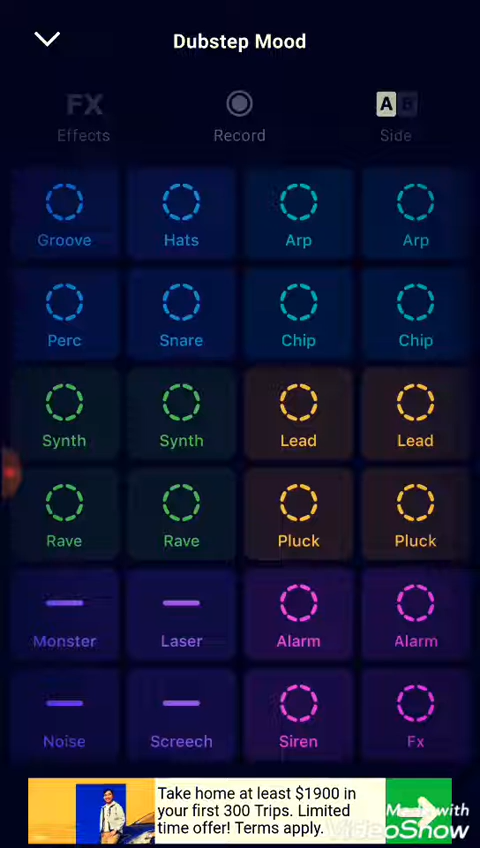 Dubstep Mood
FX
A B
Effects
Record
Side
Groove
Hats
Arp
Arp
Perc
Snare
Chip
Chip
Synth
Synth
Lead
Lead
Rave
Rave
Pluck
Pluck
Monster
Laser
Alarm
Alarm
Noise
Screech
Siren
Fx
Take home at least $1900 in
your first 300 Trips. Limited
time offer! Terms apply.
Made with
VideoShow